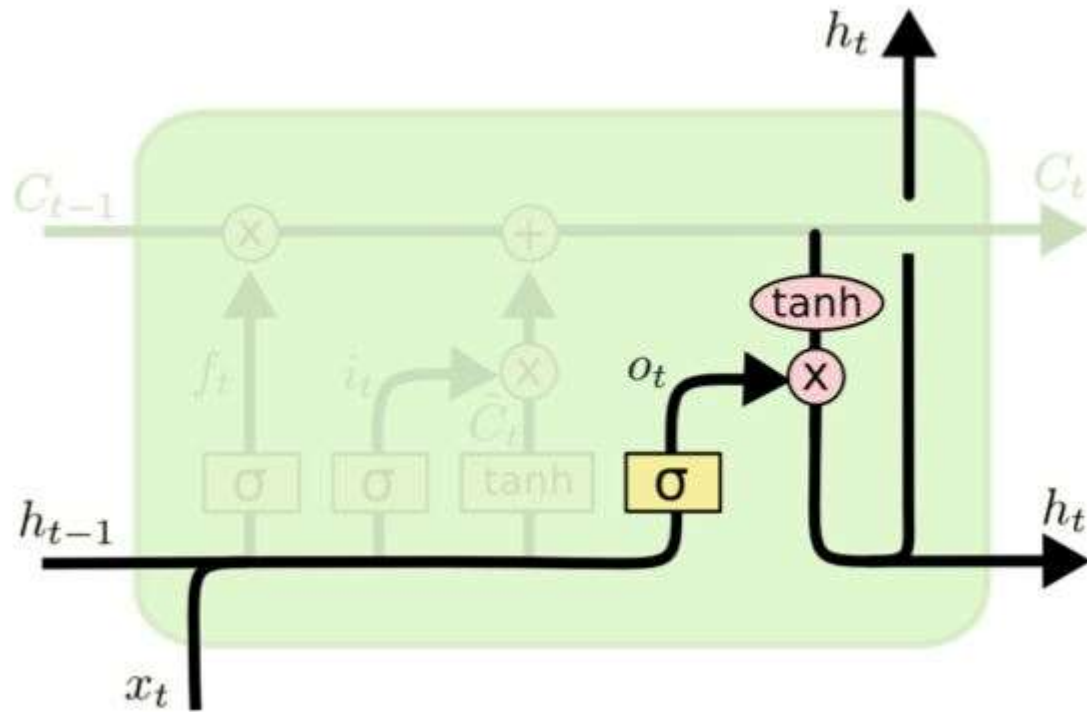 h_t
C_{t-1}
C_t
x
+
tanh
f_t
i_t
x
o_t
x
C̃_t
σ
σ
tanh
σ
h_{t-1}
h_t
x_t